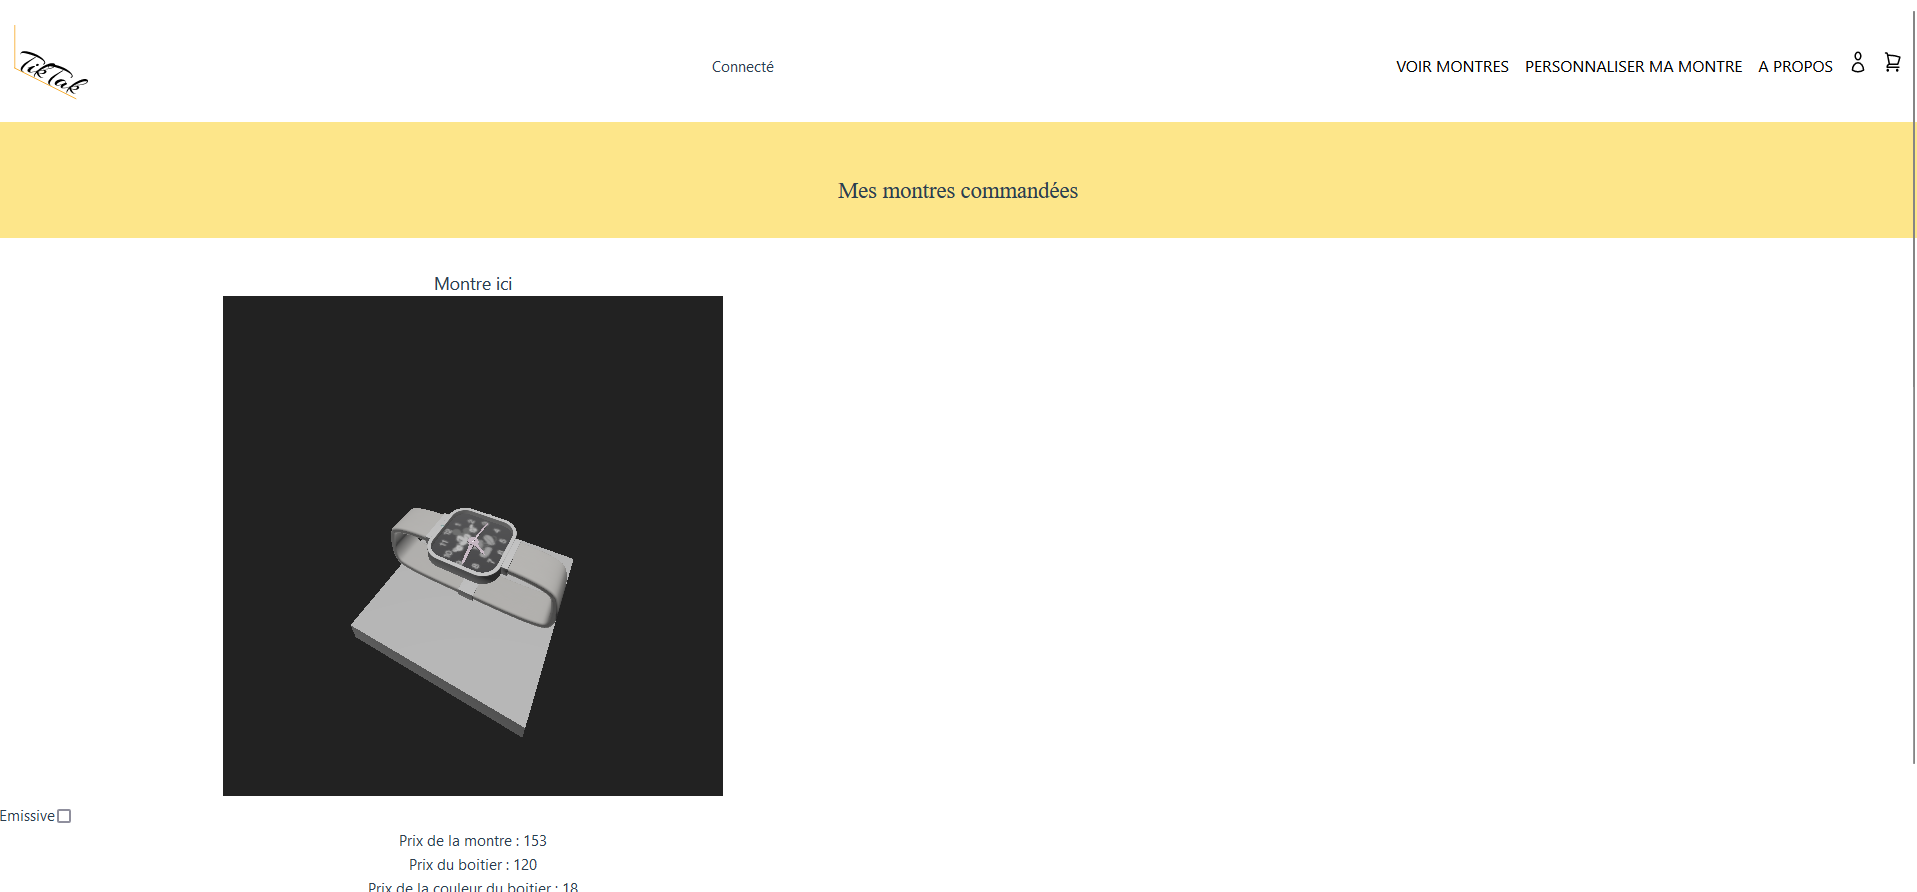 TikTak
Connecté
VOIR MONTRES PERSONNALISER MA MONTRE A PROPOS
Mes montres commandées
Montre ici
Emissive
Prix de la montre : 153
Prix du boitier : 120
Prix de la couleur du boitier : 18